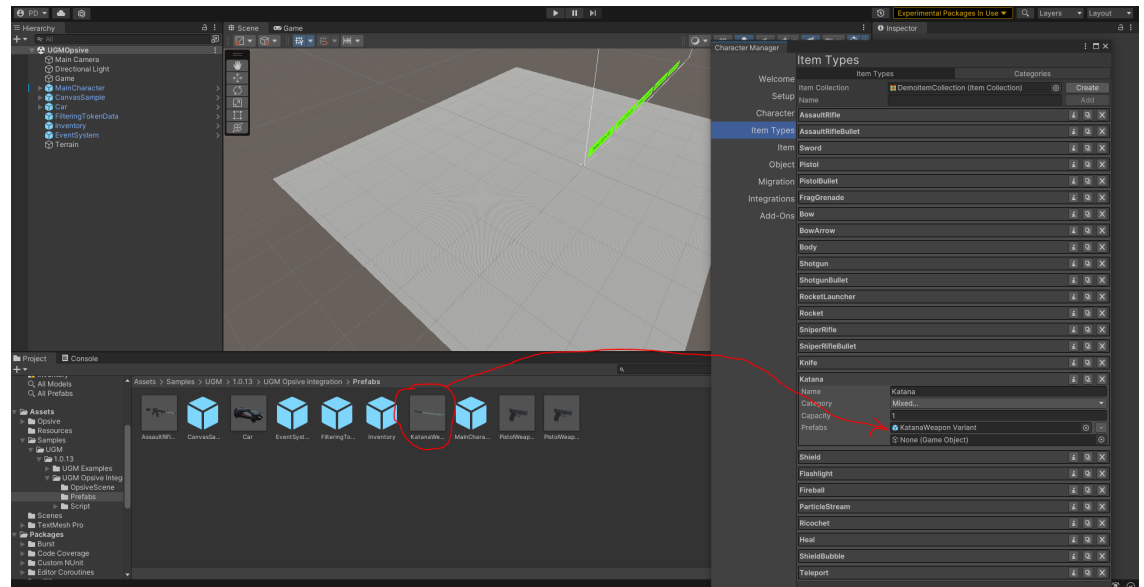 PD
Experimental Packages In Use
Layers
Layout
Hierarchy
Scene
Game
Inspector
All
UGMOpsive
Main Camera
Directional Light
Game
MainCharacter
CanvasSample
Car
FilteringTokenData
Inventory
EventSystem
Terrain
Character Manager
Welcome
Setup
Character
Item Types
Item
Object
Migration
Integrations
Add-Ons
Item Types
Item Types
Categories
Item Collection
DemoItemCollection (Item Collection)
Create
Name
Add
AssaultRifle
AssaultRifleBullet
Sword
Pistol
PistolBullet
FragGrenade
Bow
BowArrow
Body
Shotgun
ShotgunBullet
RocketLauncher
Rocket
SniperRifle
SniperRifleBullet
Knife
Katana
Name
Katana
Category
Mixed...
Capacity
1
Prefabs
KatanaWeapon Variant
None (Game Object)
Shield
Flashlight
Fireball
ParticleStream
Ricochet
Heal
ShieldBubble
Teleport
Project
Console
All Models
All Prefabs
Assets
Opsive
Resources
Samples
UGM
1.0.13
UGM Examples
UGM Opsive Integ
OpsiveScene
Prefabs
Script
Scenes
TextMesh Pro
Packages
Burst
Code Coverage
Custom NUnit
Editor Coroutines
Assets > Samples > UGM > 1.0.13 > UGM Opsive Integration > Prefabs
AssaultRifl...
CanvasSa...
Car
EventSyst...
FilteringTo...
Inventory
KatanaWe...
MainChara...
PistolWeap...
PistolWeap...